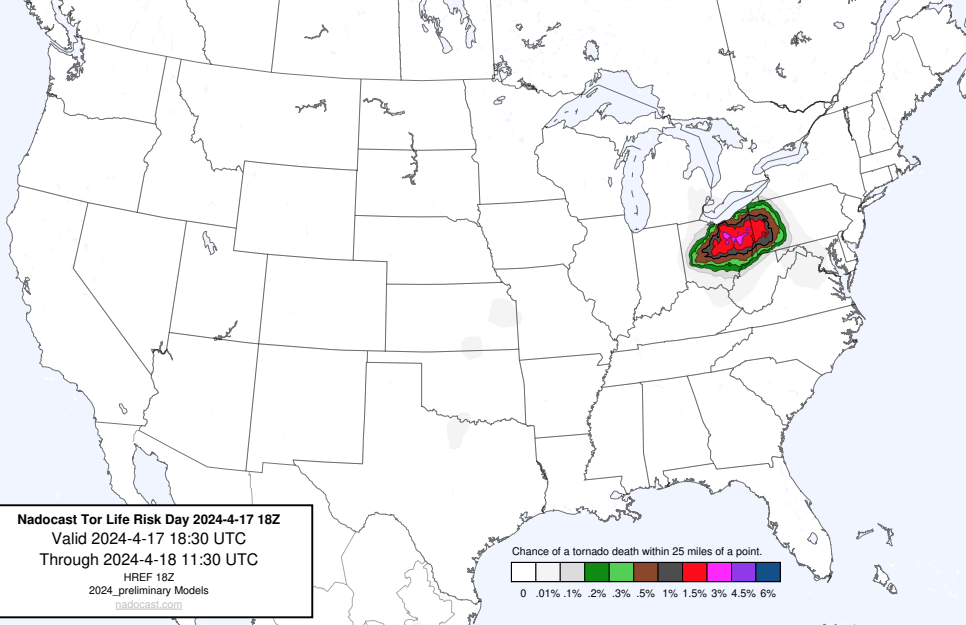 Nadocast Tor Life Risk Day 2024-4-17 18Z
Valid 2024-4-17 18:30 UTC
Through 2024-4-18 11:30 UTC
HREF 18Z
2024_preliminary Models
nadocast.com
Chance of a tornado death within 25 miles of a point.
0 .01% .1% .2% .3% .5% 1% 1.5% 3% 4.5% 6%